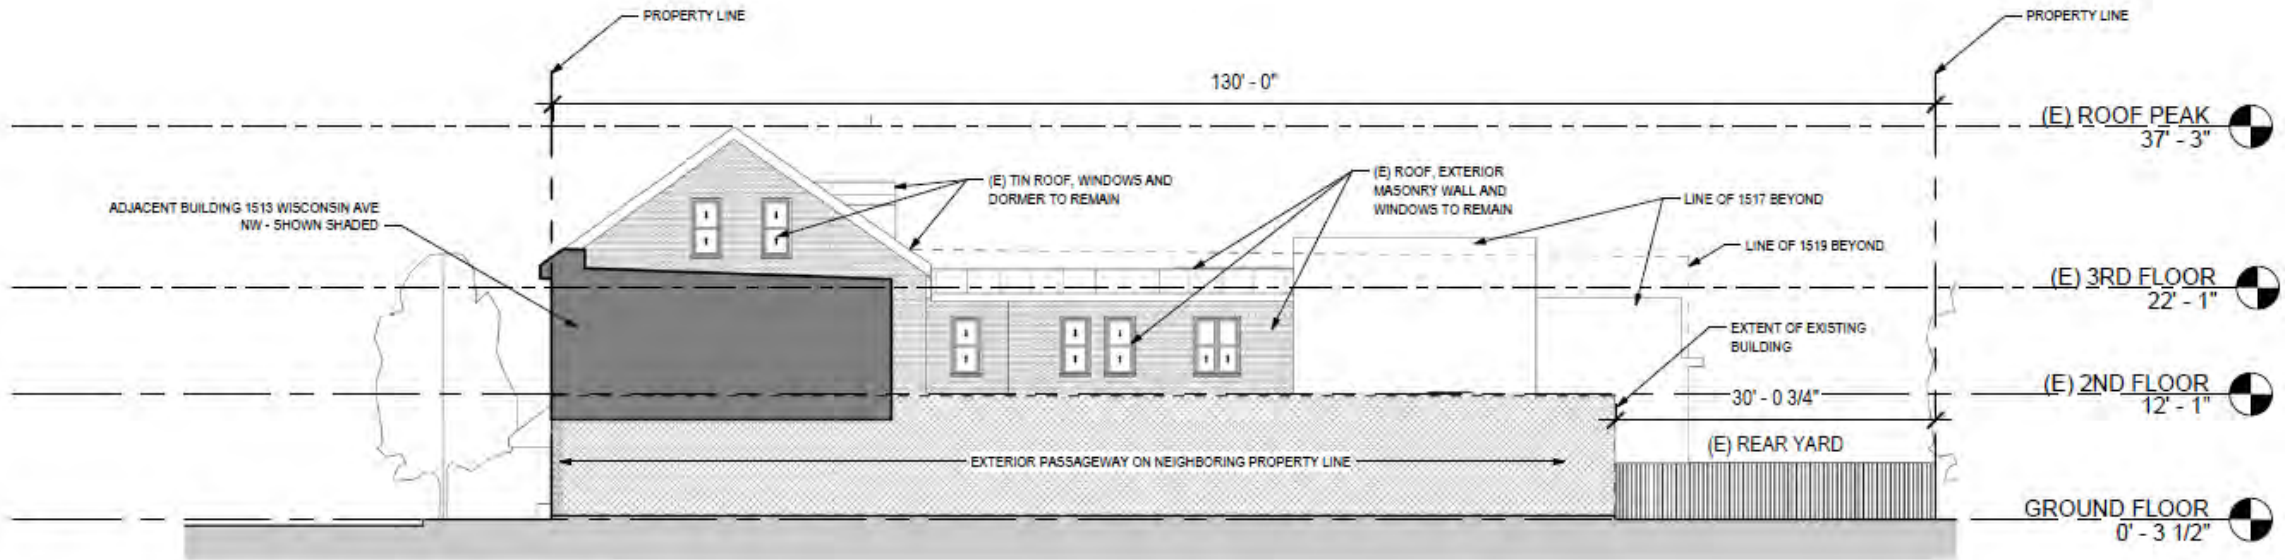 PROPERTY LINE
PROPERTY LINE
130' - 0"
(E) ROOF PEAK
37' - 3"
(E) TIN ROOF, WINDOWS AND
DORMER TO REMAIN
(E) ROOF, EXTERIOR
MASONRY WALL AND
WINDOWS TO REMAIN
LINE OF 1517 BEYOND
ADJACENT BUILDING 1513 WISCONSIN AVE
NW - SHOWN SHADED
LINE OF 1519 BEYOND
(E) 3RD FLOOR
22' - 1"
EXTENT OF EXISTING
BUILDING
(E) 2ND FLOOR
12' - 1"
30' - 0 3/4"
(E) REAR YARD
EXTERIOR PASSAGEWAY ON NEIGHBORING PROPERTY LINE
GROUND FLOOR
0' - 3 1/2"